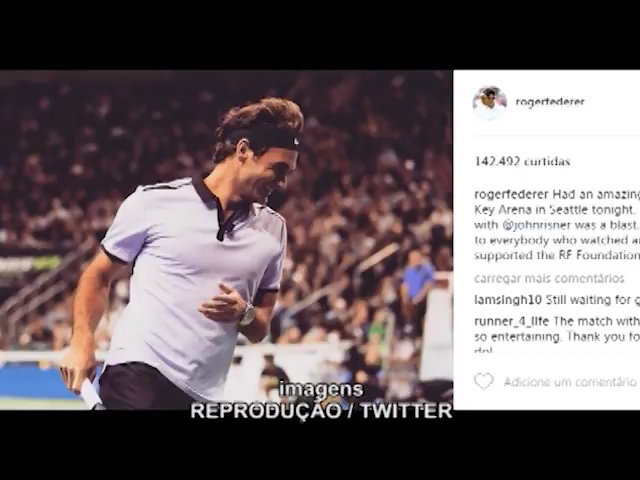 rogerfederer
142.492 curtidas
rogerfederer Had an amazing
Key Arena in Seattle tonight.
with @johnrisner was a blast.
to everybody who watched a
supported the RF Foundation
carregar mais comentários
lamsingh10 Still waiting for
runner_4_life The match with
so entertaining. Thank you fo
Adicione um comentário
imagens
REPRODUÇÃO / TWITTER